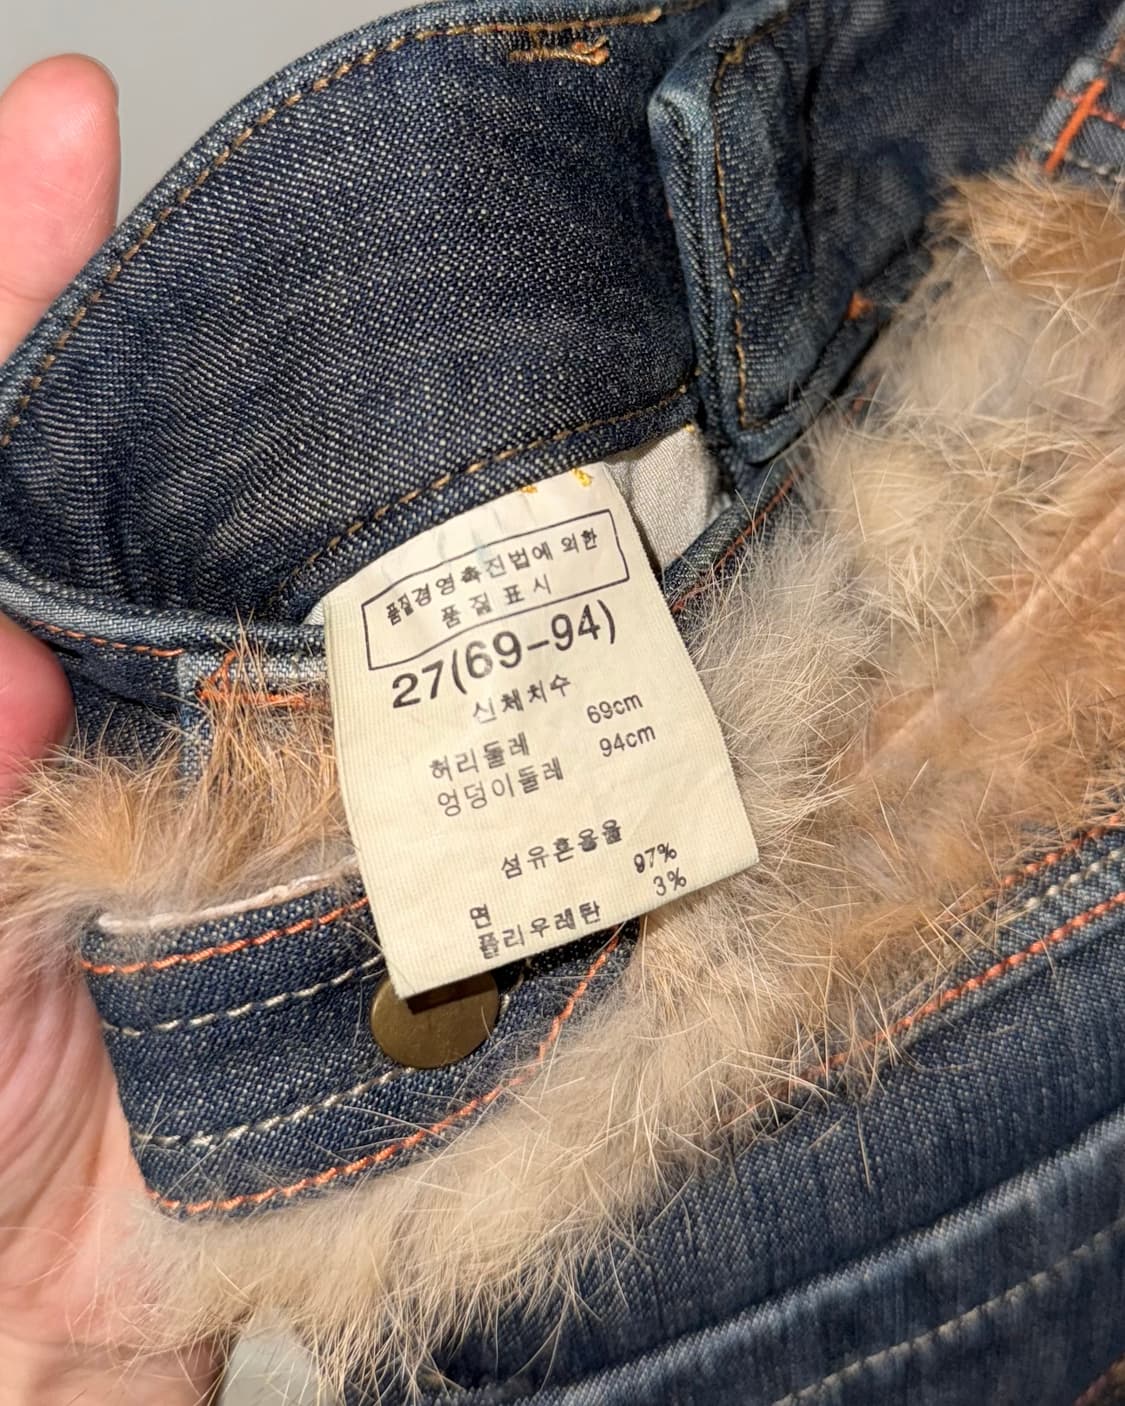 품질경영촉진법에 외한
품질표시
27(69-94)
신체치수
허리둘레 69cm
엉덩이둘레 94cm
섬유혼용율
면 97%
폴리우레탄 3%